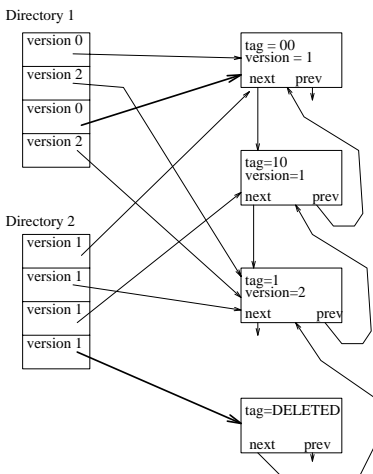 Directory 1
version 0
version 2
version 0
version 2
tag = 00
version = 1
next prev
tag=10
version=1
next prev
Directory 2
version 1
version 1
version 1
version 1
tag=1
version=2
next prev
tag=DELETED
next prev